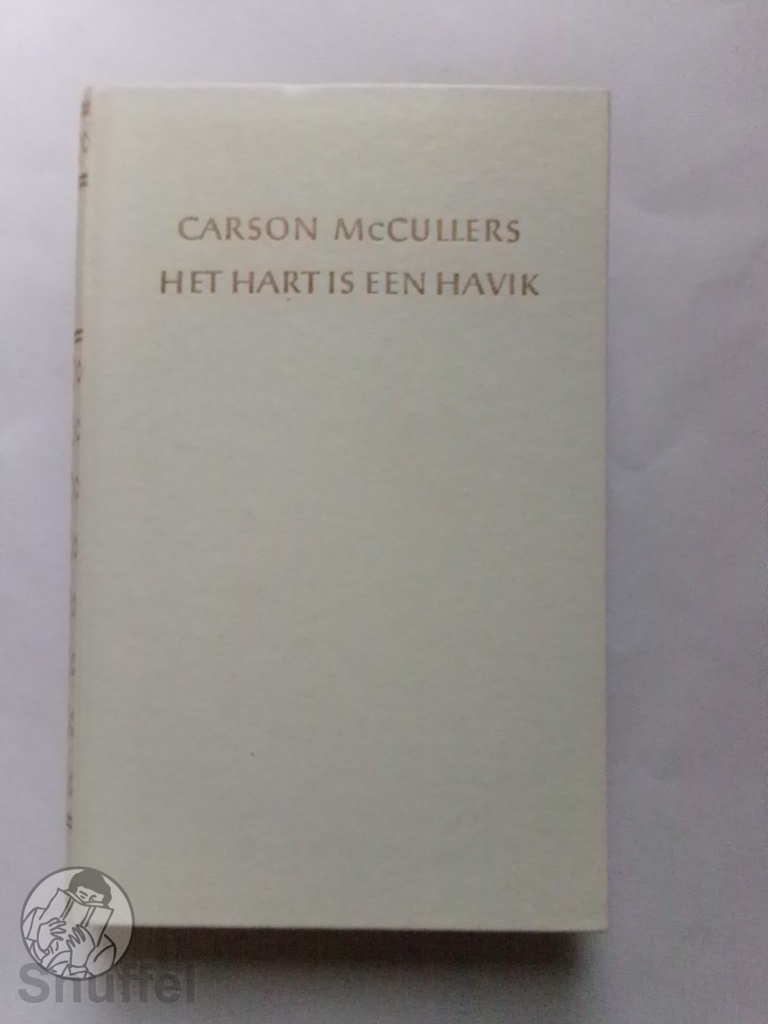 CARSON McCULLERS
HET HART IS EEN HAVIK
Snuffel